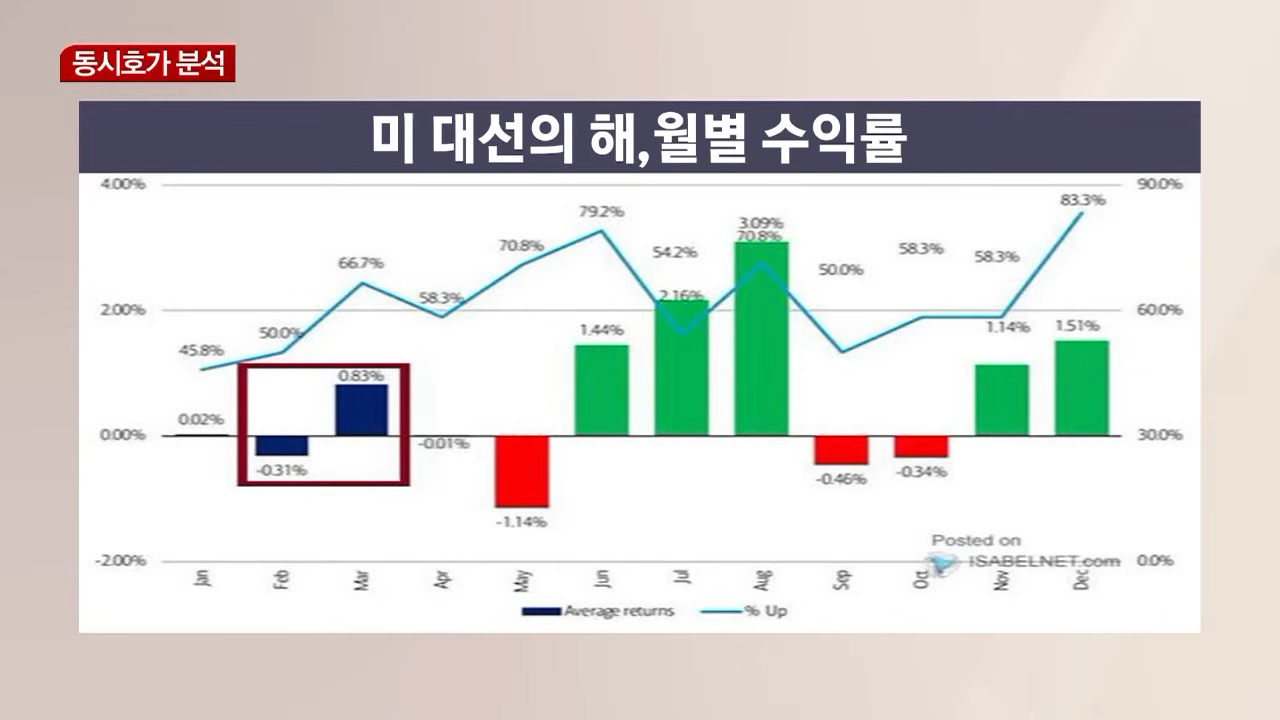 동시호가 분석
미 대선의 해,월별 수익률
4.00%
2.00%
0.00%
-2.00%
90.0%
60.0%
30.0%
0.0%
45.8%
50.0%
66.7%
58.3%
70.8%
79.2%
54.2%
70.8%
50.0%
58.3%
58.3%
83.3%
0.02%
-0.31%
0.83%
-0.01%
-1.14%
1.44%
2.16%
3.09%
-0.46%
-0.34%
1.14%
1.51%
Posted on
ISABELNET.com
Jan
Feb
Mar
Apr
May
Jun
Jul
Aug
Sep
Oct
Nov
Dec
Average returns
% Up